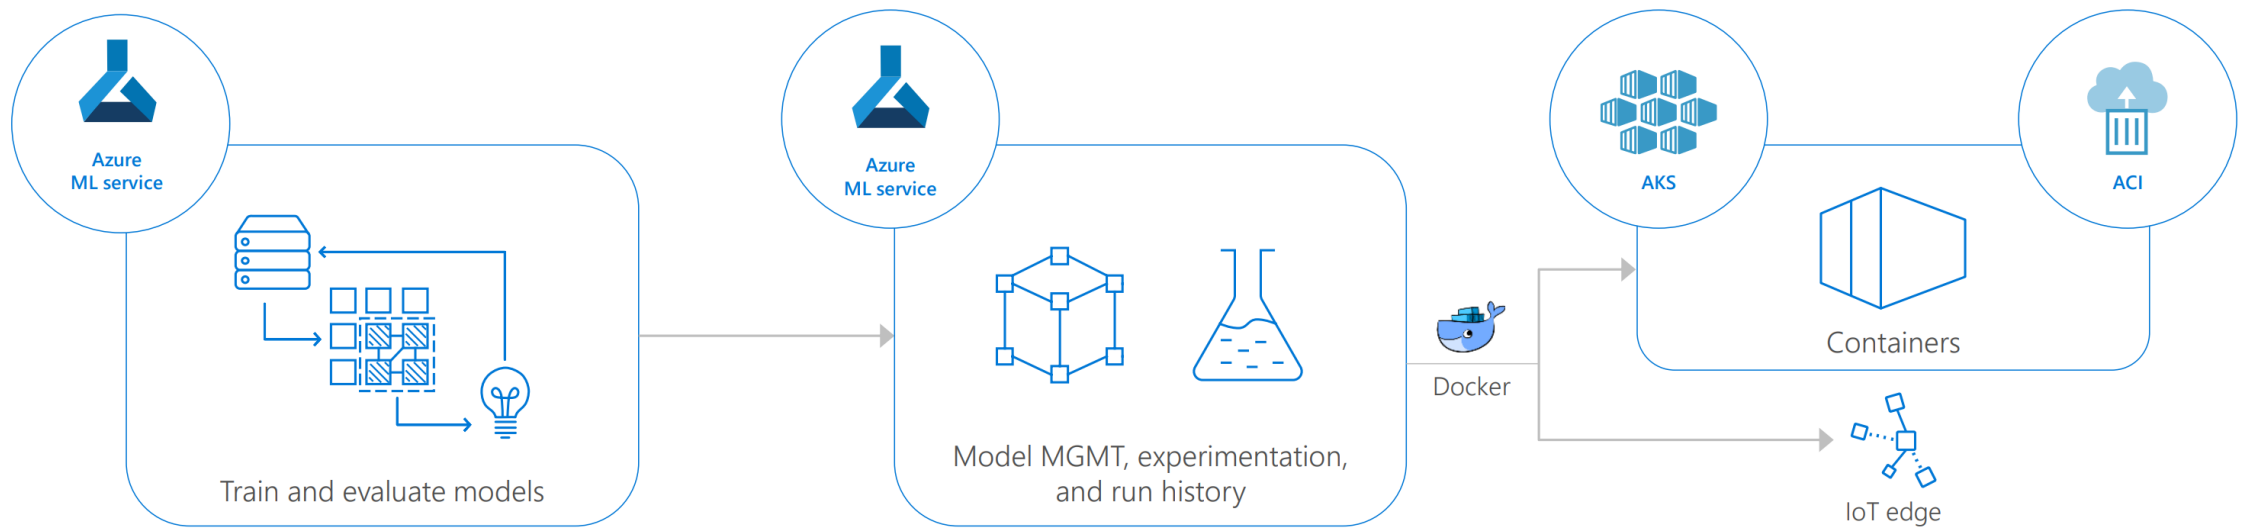 Azure
ML service
Train and evaluate models
Azure
ML service
Model MGMT, experimentation,
and run history
Docker
AKS
ACI
Containers
IoT edge